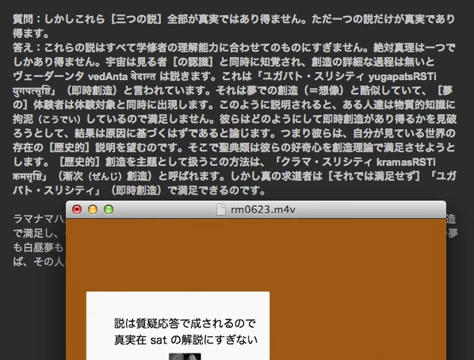 質問：しかしこれら［三つの説］全部が真実ではあり得ません。ただ一つの説だけが真実であり
得ます。
答え：これらの説はすべて学修者の理解能力に合わせてのものにすぎません。絶対真理は一つで
しかありません。宇宙は見る者［の認識］と同時に知覚され、創造の詳細な過程は無いと
ヴェーダーンタ vedAnta वेदान्त は説きます。これは「ユガパト・スリシティ yugapatsRSTi
युगपत्सृष्टि」（即時創造）と言われています。それは夢での創造（＝想像）と酷似していて、［夢
の］体験者は体験対象と同時に出現します。このように説明されると、ある人達は物質的知識に
拘泥（こうでい）しているので満足しません。彼らはどのようにして即時創造があり得るかを見破
ろうとして、結果は原因に基づくはずであると論じます。つまり彼らは、自分が見ている世界の
存在の［歴史的］説明を望むのです。そこで聖典類は彼らの好奇心を創造理論で満足させようと
します。［歴史的］創造を主題として扱うこの方法は、「クラマ・スリシティ kramasRSTi
क्रमसृष्टि」（漸次（ぜんじ）創造）と呼ばれます。しかし真の求道者は［それでは満足せず］「ユガ
パト・スリシティ」（即時創造）で満足できるのです。
ラマナマハ
で満足し、
も白昼夢も
ば、その人
rm0623.m4v
説は質疑応答で成されるので
真実在 sat の解説にすぎない